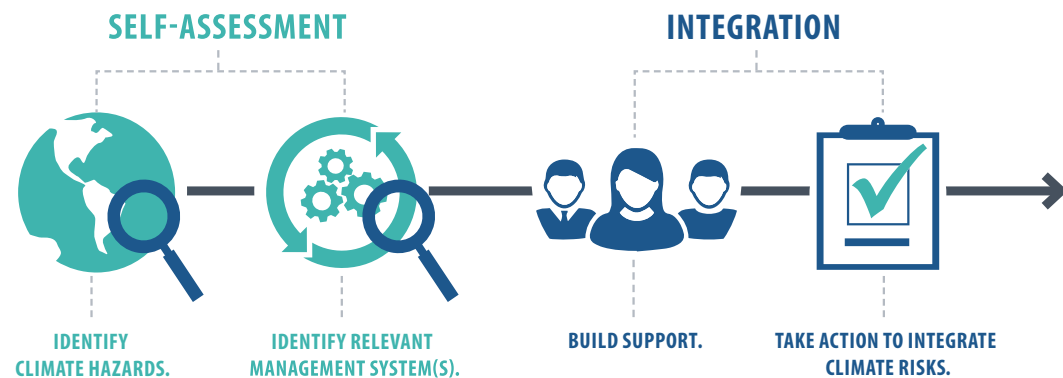 SELF-ASSESSMENT
INTEGRATION
IDENTIFY
CLIMATE HAZARDS.
IDENTIFY RELEVANT
MANAGEMENT SYSTEM(S).
BUILD SUPPORT.
TAKE ACTION TO INTEGRATE
CLIMATE RISKS.